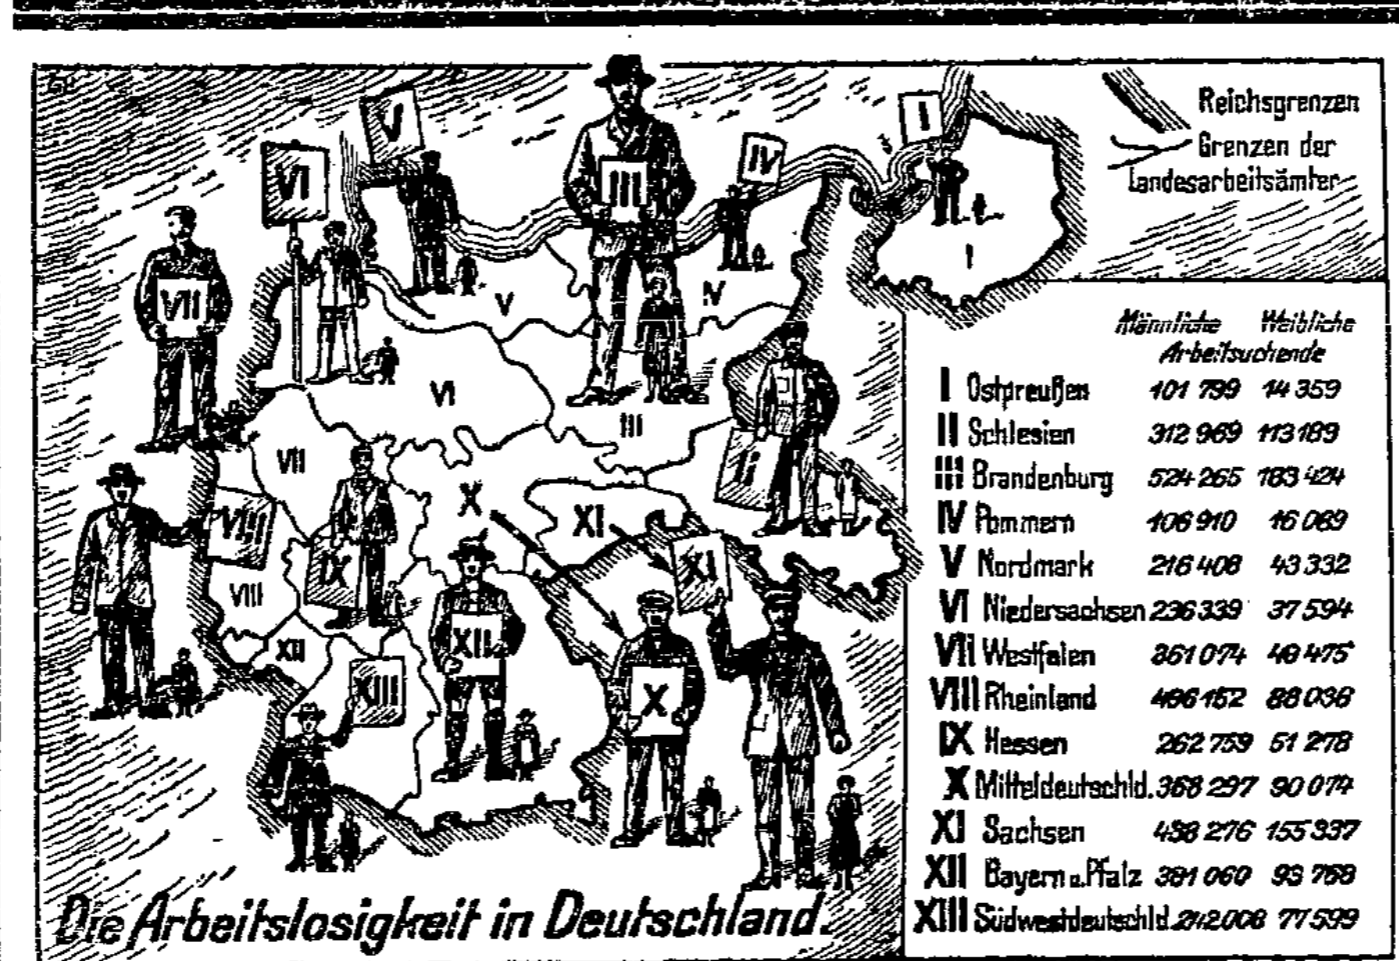 Reichsgrenzen
Grenzen der
Landesarbeitsämter
V
I
IV
VI
III
VII
I
V
IV
VI
III
VII
II
X
XI
VIII
XI
IX
VIII
XII
XII
XIII
X
Männliche Weibliche
Arbeitsuchende
I Ostpreußen 101 799 14 359
II Schlesien 312 969 113 189
III Brandenburg 524 265 183 424
IV Pommern 106 910 16 089
V Nordmark 216 408 43 332
VI Niedersachsen 236 339 37 594
VII Westfalen 361 074 48 475
VIII Rheinland 88 038
IX Hessen 262 759 51 278
X Mitteldeutschld. 368 297 90 074
XI Sachsen 438 276 155 337
XII Bayern u. Pfalz 381 060 93 768
XIII Südwestdeutschld. 242 008 77 599
Die Arbeitslosigkeit in Deutschland.